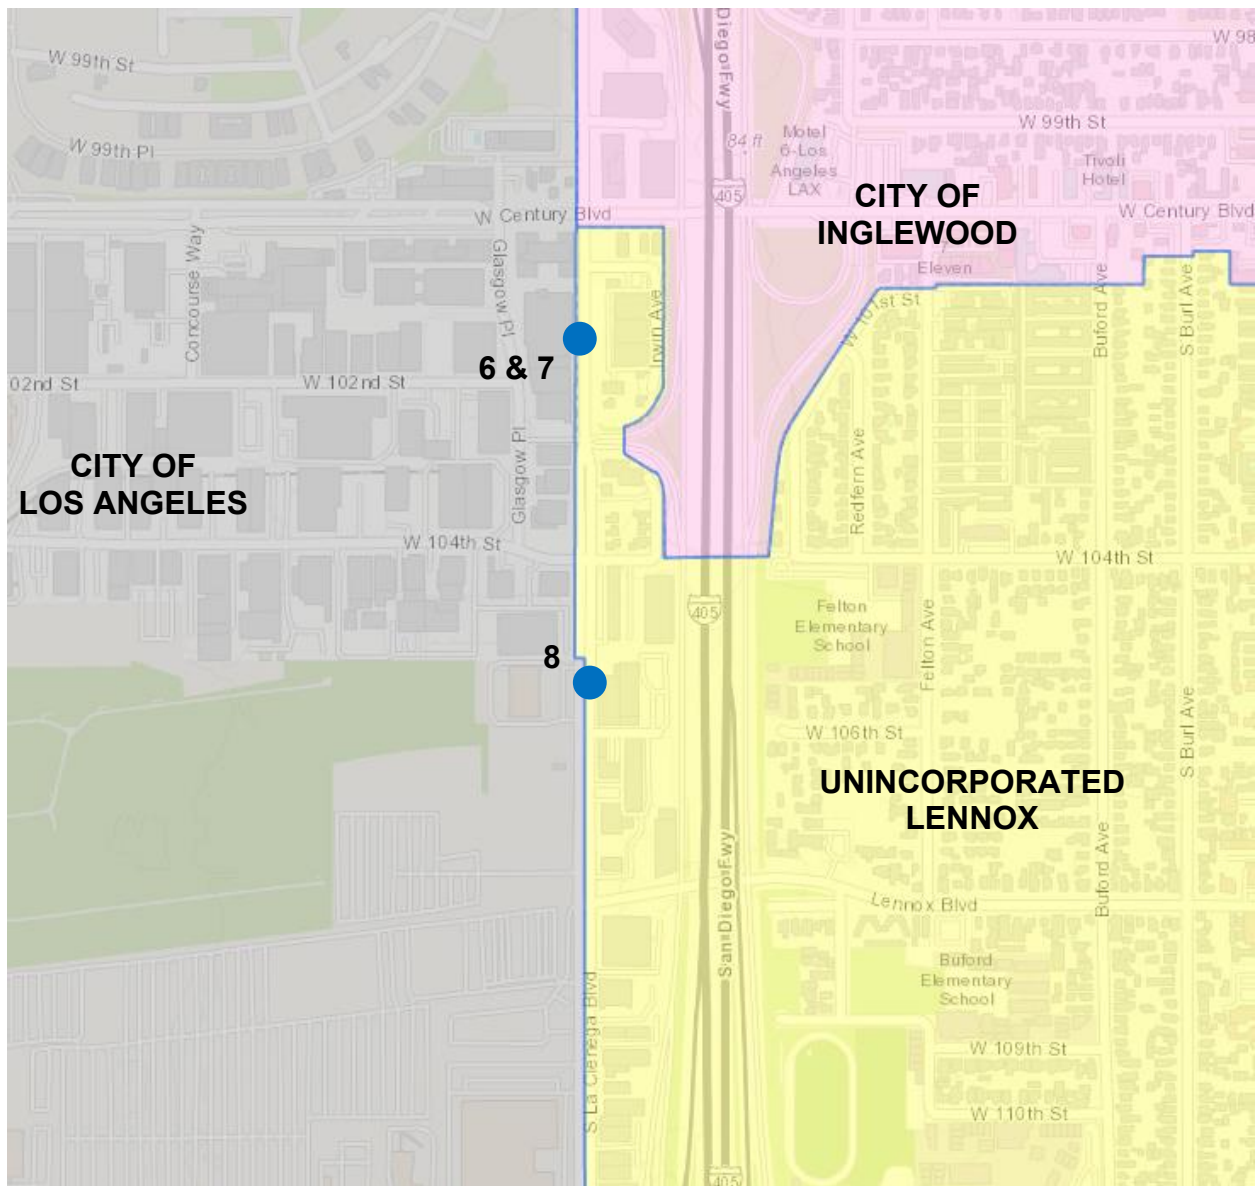 Diego Fwy
W 98
W 99th St
W 99th St
W 99th Pl
84 ft
Motel
6-Los
Angeles
LAX
Tivoli
Hotel
405
CITY OF
INGLEWOOD
W Century Blvd
W Century Blvd
Concourse Way
Glasgow Pl
Eleven
Irwin Ave
W 101st St
Buford Ave
S Burl Ave
6 & 7
02nd St
W 102nd St
CITY OF
LOS ANGELES
Glasgow Pl
Redfern Ave
W 104th St
W 104th St
405
Felton
Elementary
School
Felton Ave
8
W 106th St
S Burl Ave
UNINCORPORATED
LENNOX
San Diego Fwy
Buford Ave
Lennox Blvd
Buford
Elementary
School
S La Cienega Blvd
W 109th St
W 110th St
405